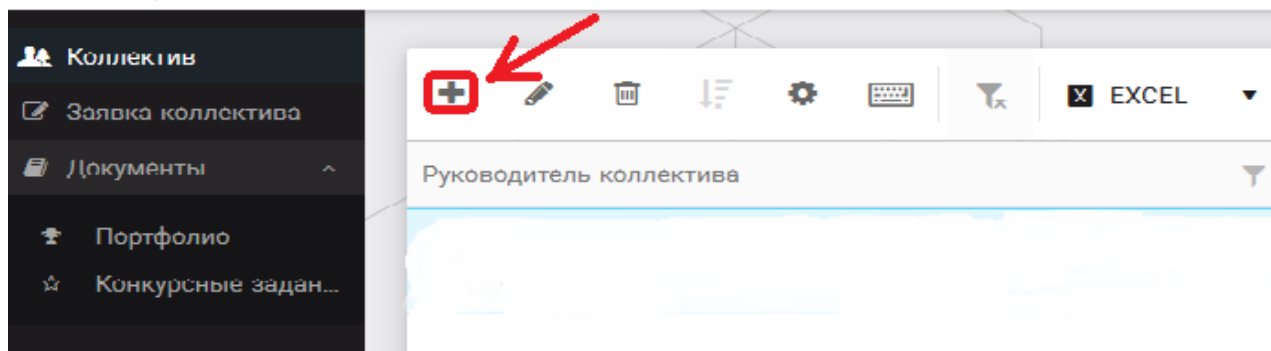 Коллектив
Заявка коллектива
Документы
Портфолио
Конкурсные задан...
EXCEL
Руководитель коллектива